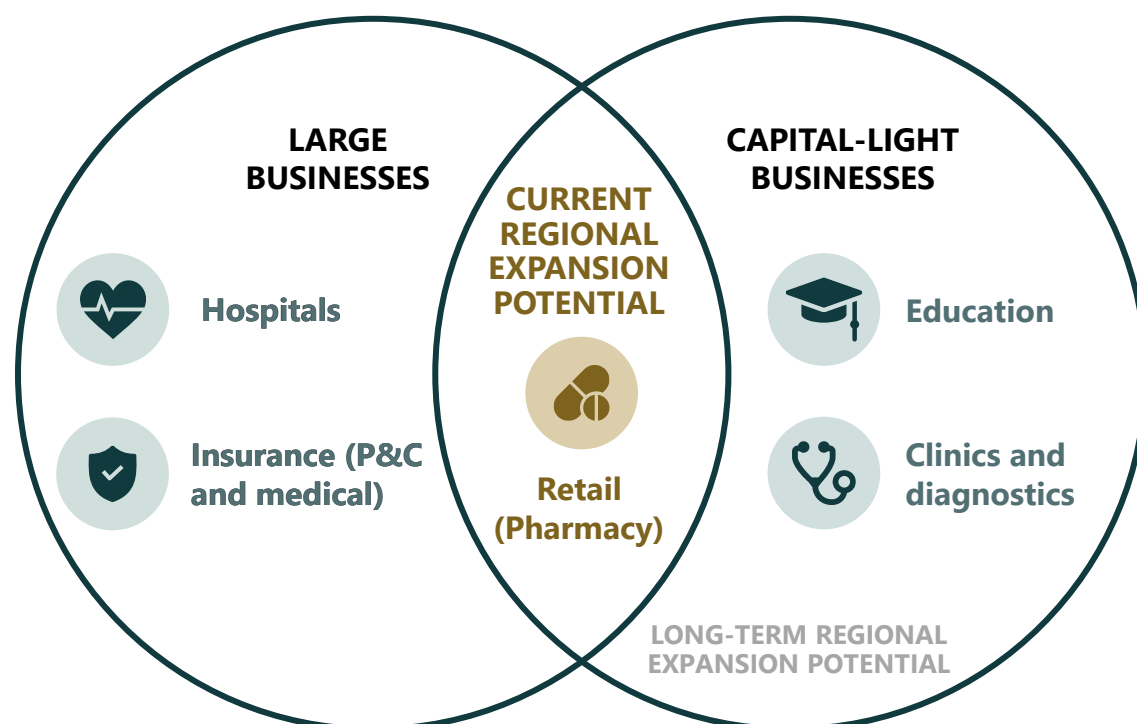 LARGE
BUSINESSES
Hospitals
Insurance (P&C
and medical)
CURRENT
REGIONAL
EXPANSION
POTENTIAL
Retail
(Pharmacy)
CAPITAL-LIGHT
BUSINESSES
Education
Clinics and
diagnostics
LONG-TERM REGIONAL
EXPANSION POTENTIAL